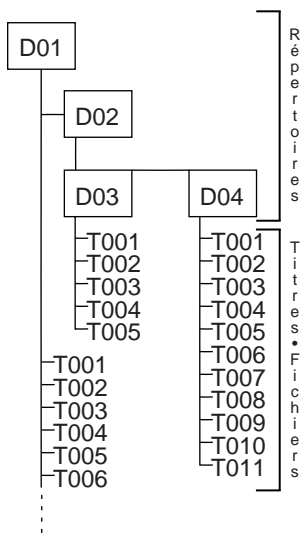 D01
D02
D03
D04
T001
T002
T003
T004
T005
T001
T002
T003
T004
T005
T006
T007
T008
T009
T010
T011
T001
T002
T003
T004
T005
T006
Répertoires
Titres•Fichiers